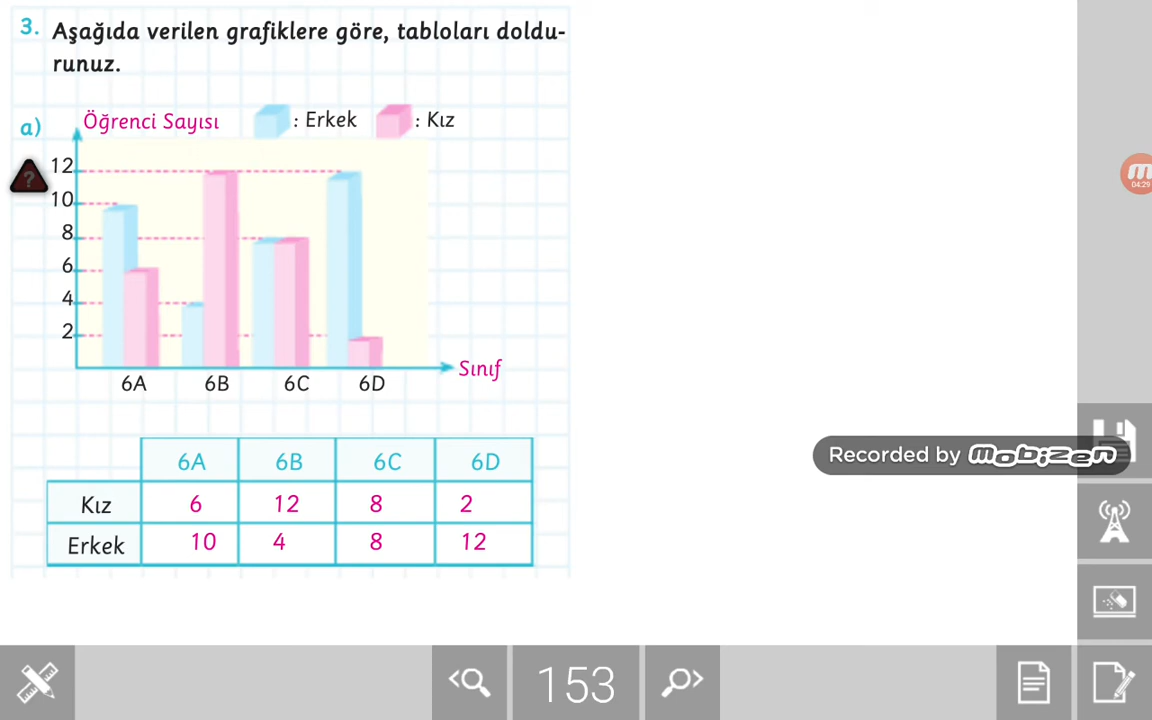 3. Aşağıda verilen grafiklere göre, tabloları doldu-
runuz.
a) Öğrenci Sayısı : Erkek : Kız
?
12
10
8
6
4
2
Sınıf
6A 6B 6C 6D
6A 6B 6C 6D
Kız 6 12 8 2
Erkek 10 4 8 12
04:29
Recorded by mobizen
153